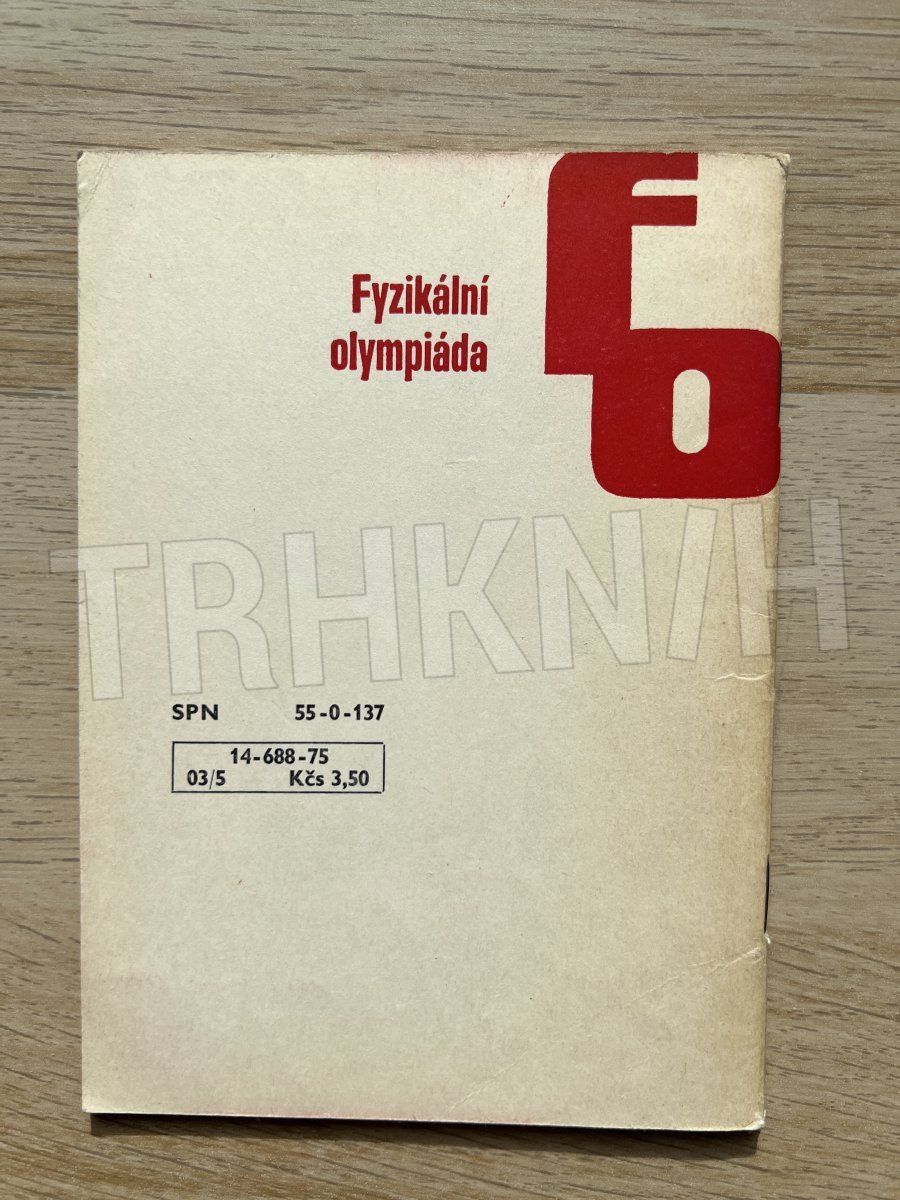 FO
Fyzikální
olympiáda
TRHKNIH
SPN 55-0-137
14-688-75
03/5 Kčs 3,50